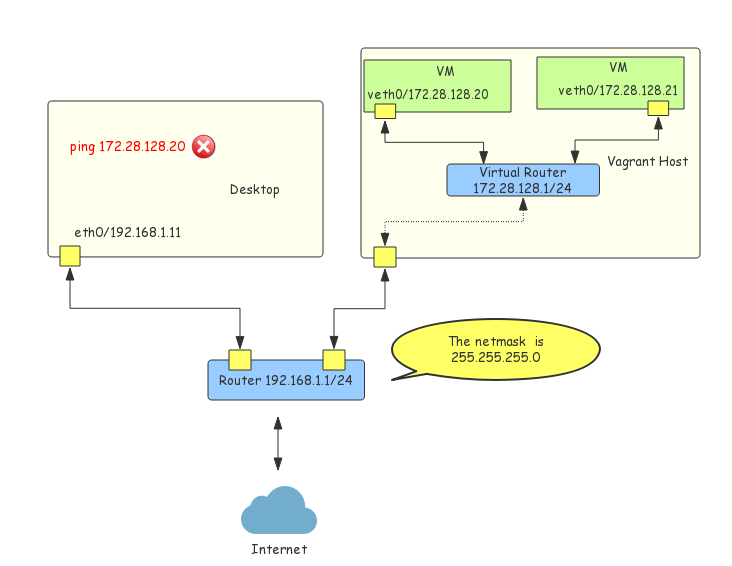 VM
veth0/172.28.128.20
VM
veth0/172.28.128.21
ping 172.28.128.20
Desktop
eth0/192.168.1.11
Virtual Router
172.28.128.1/24
Vagrant Host
The netmask is
255.255.255.0
Router 192.168.1.1/24
Internet